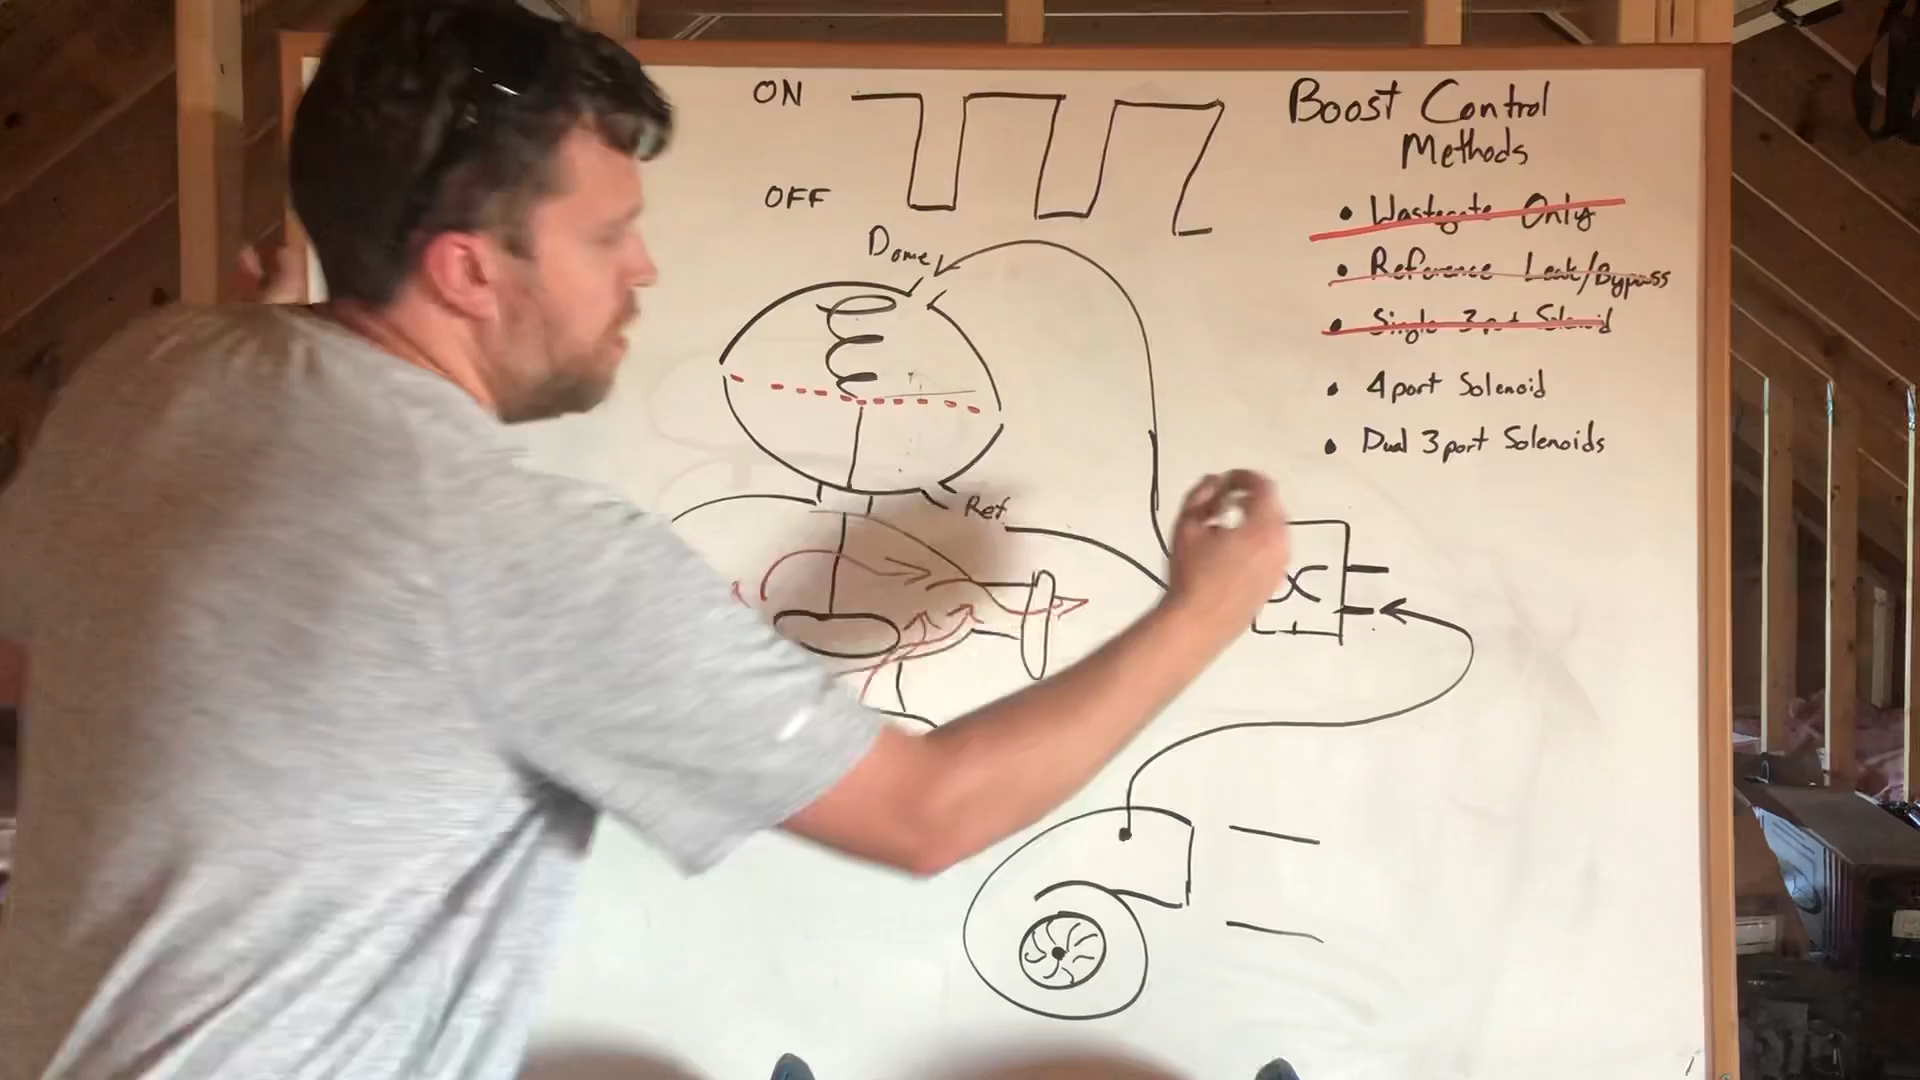 ON
OFF
Boost Control
Methods
• Wastegate Only
• Reference Leak/Bypass
• Single 3port Solenoid
• 4port Solenoid
• Dual 3port Solenoids
Dome
Ref